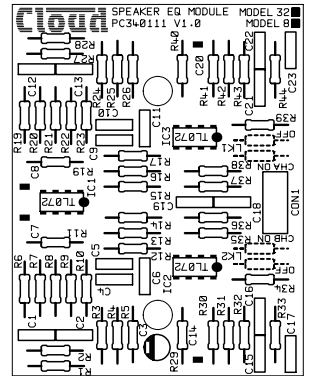 Cloud
SPEAKER EQ MODULE MODEL 32
PC340111 V1.0 MODEL 8
R28
R27
C12
C13
R24
R25
R26
R40
C20
R41
R42
R43
C22
C21
C23
R44
R19
R20
R21
R22
R23
C10
C9
C11
IC3
TL072
R39
OFF
LK1
CHA ON
R17
R16
R15
R38
R37
C8
R19
IC1
TL072
C19
C18
CON1
C7
R11
R14
R13
R12
R36
R35
CHB ON
LK2
OFF
C5
R6
R7
R8
R9
R10
C4
C6
IC2
TL072
R34
C1
C2
R3
R4
R5
C3
R29
C14
R30
R31
R32
C16
C15
R33
C17
R2
R1